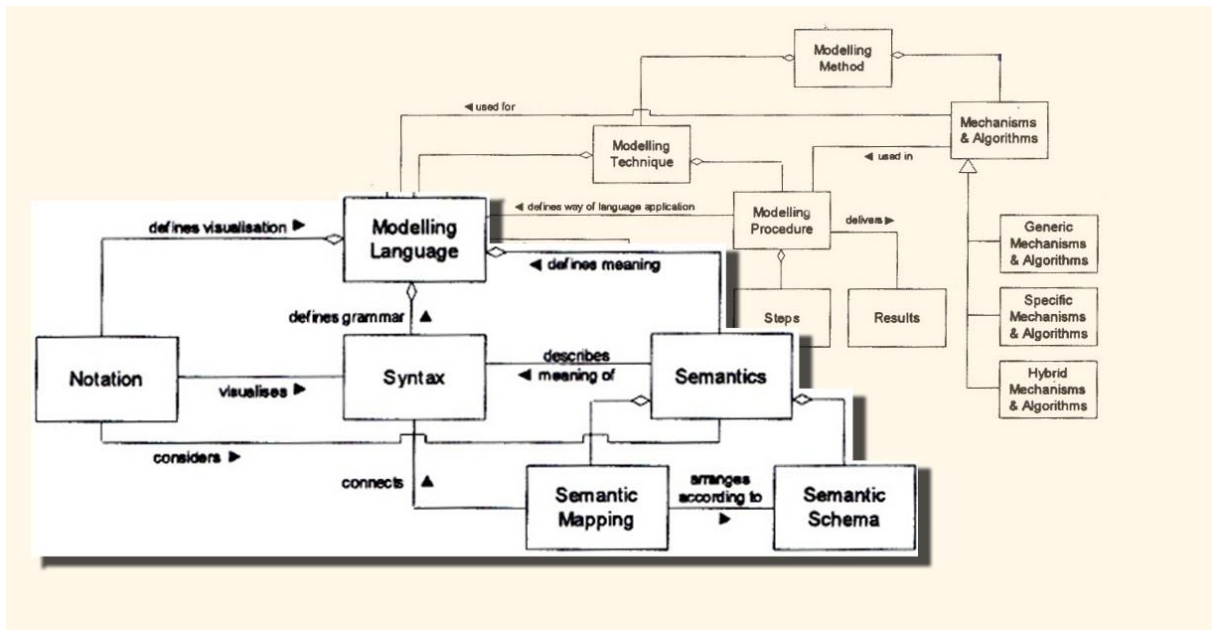 Modelling
Method
◄ used for
Mechanisms
& Algorithms
Modelling
Technique
◄ used in
◄ defines way of language application
Modelling
Procedure
delivers ►
Generic
Mechanisms
& Algorithms
defines visualisation ►
Modelling
Language
◄ defines meaning
Steps
Results
Specific
Mechanisms
& Algorithms
defines grammar ▲
Notation
visualises ►
Syntax
describes
◄ meaning of
Semantics
Hybrid
Mechanisms
& Algorithms
considers ►
connects ▲
Semantic
Mapping
arranges
according to
►
Semantic
Schema